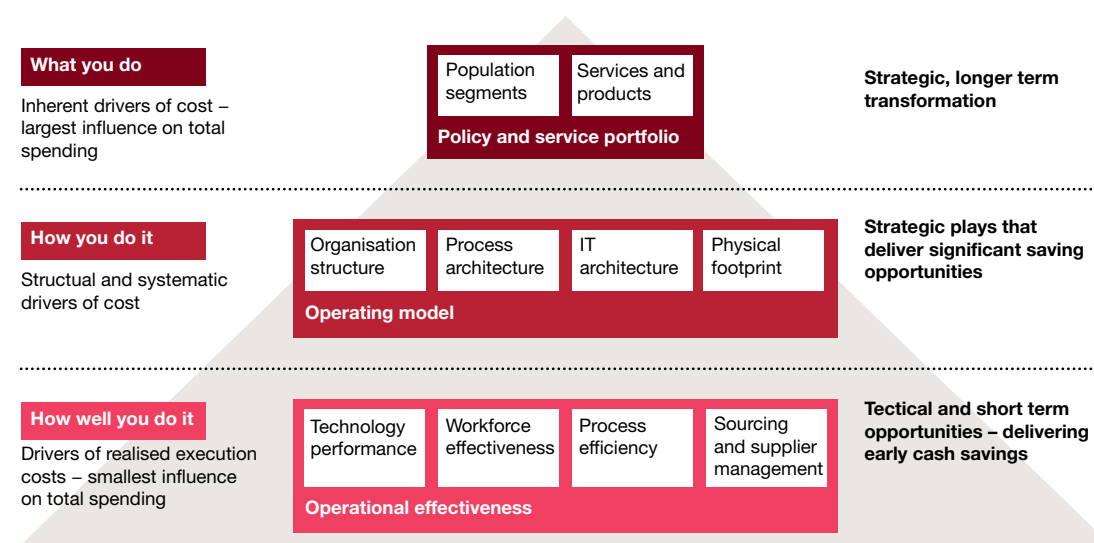 What you do
Inherent drivers of cost –
largest influence on total
spending
Population
segments
Services and
products
Policy and service portfolio
Strategic, longer term
transformation
How you do it
Structual and systematic
drivers of cost
Organisation
structure
Process
architecture
IT
architecture
Physical
footprint
Operating model
Strategic plays that
deliver significant saving
opportunities
How well you do it
Drivers of realised execution
costs – smallest influence
on total spending
Technology
performance
Workforce
effectiveness
Process
efficiency
Sourcing
and supplier
management
Operational effectiveness
Tectical and short term
opportunities – delivering
early cash savings